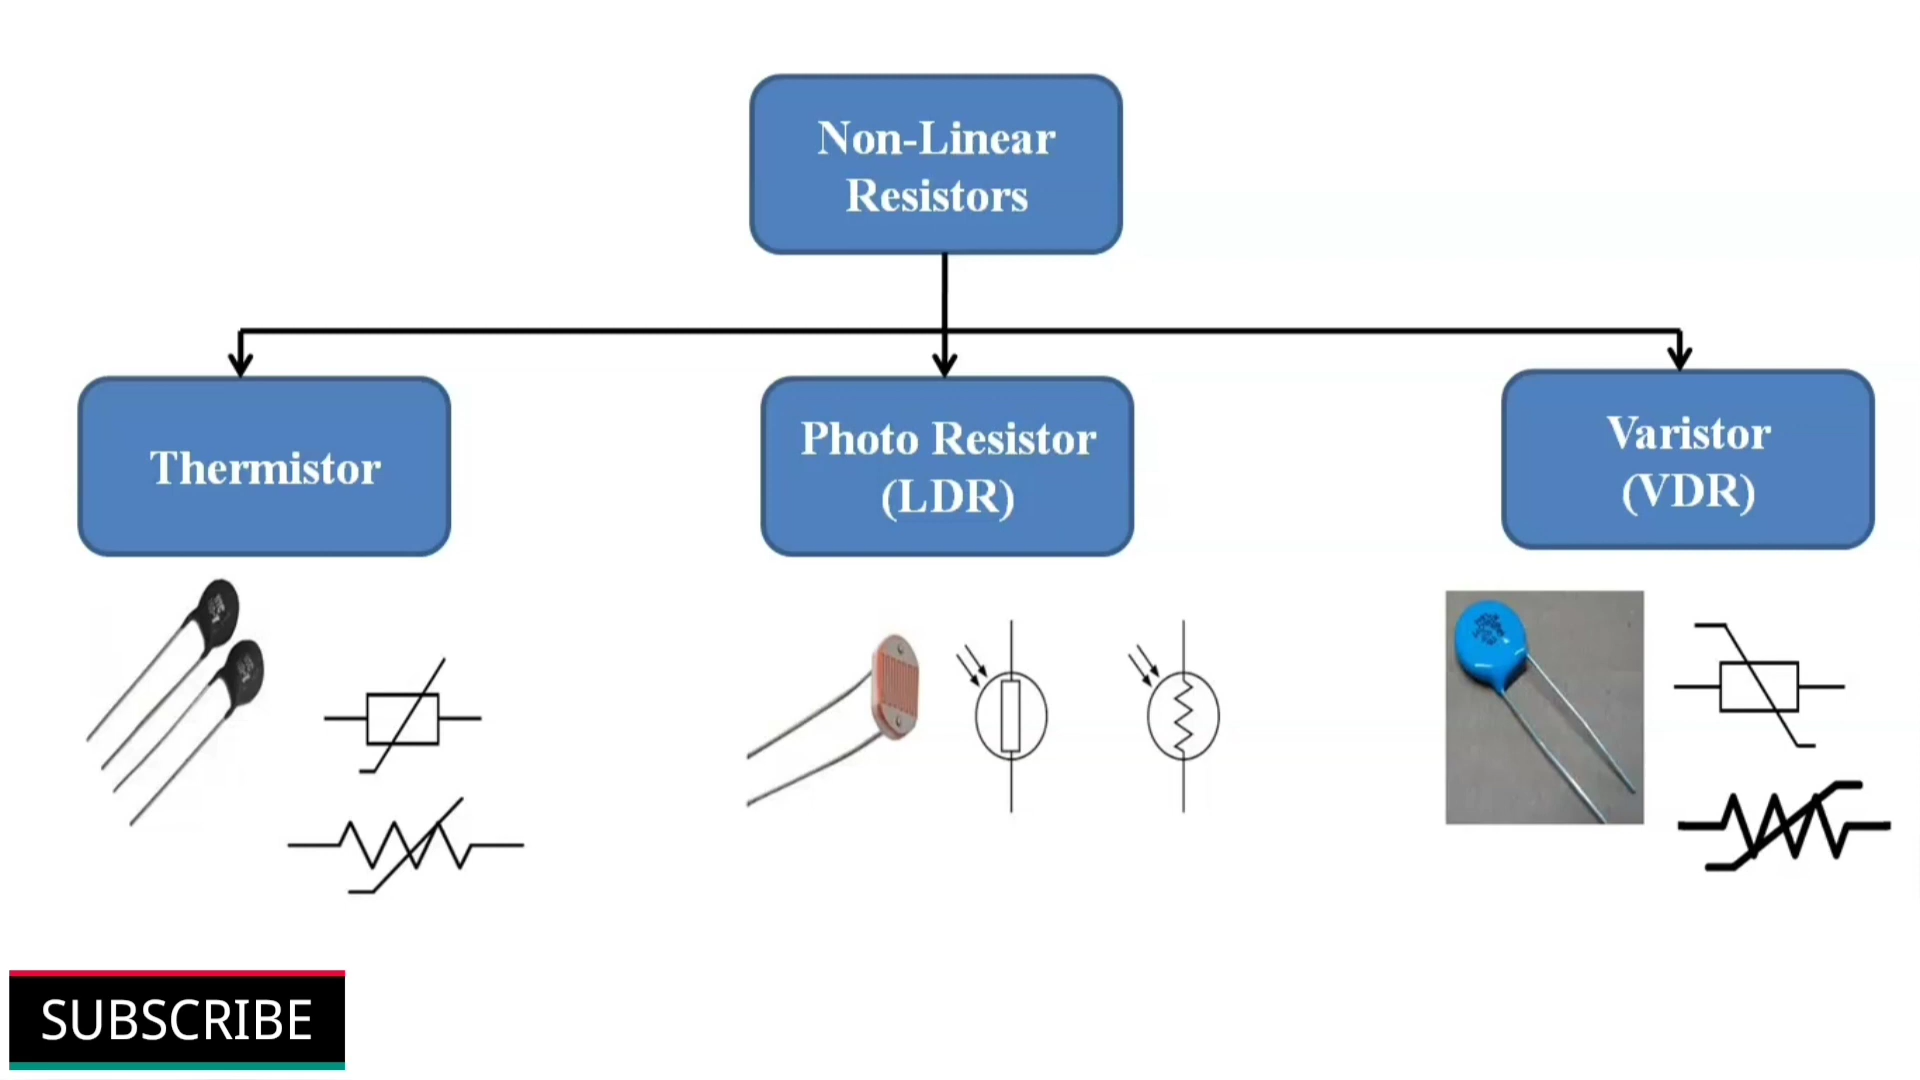 Non-Linear
Resistors
Thermistor
Photo Resistor
(LDR)
Varistor
(VDR)
SUBSCRIBE